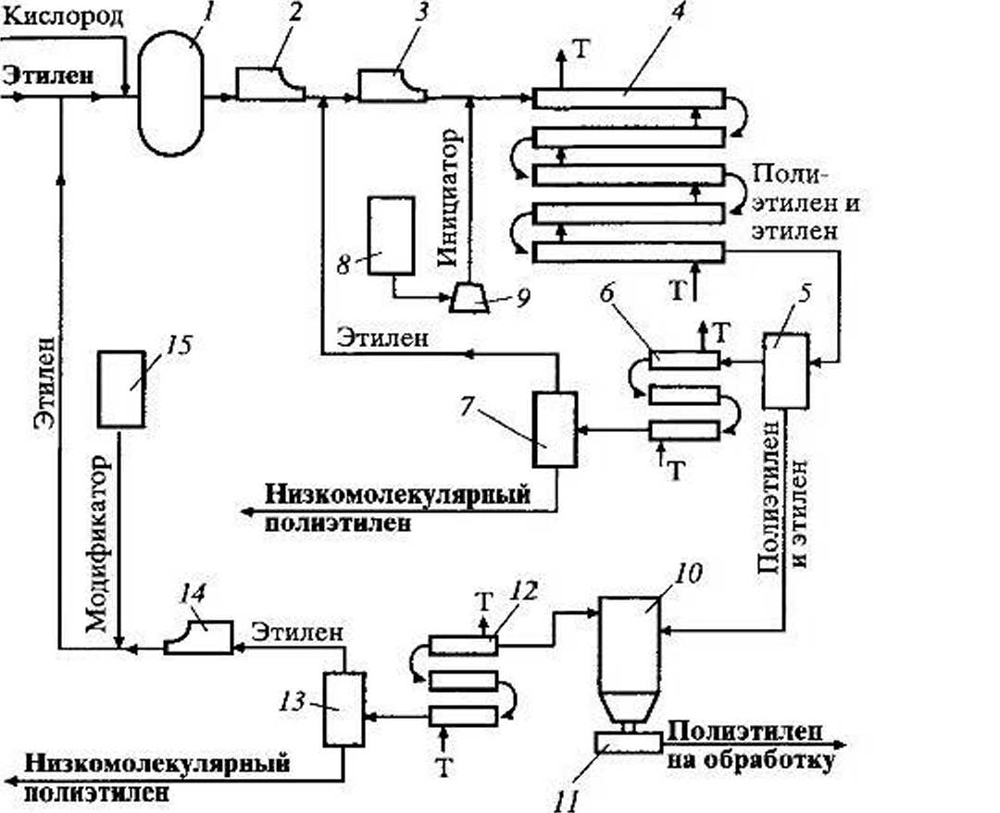 Кислород
1
2
3
4
Т
Этилен
Инициатор
Поли-
этилен и
этилен
8
9
Т
6
5
Т
Этилен
Этилен
15
7
Т
Полиэтилен
и этилен
Низкомолекулярный
полиэтилен
Модификатор
14
Этилен
Т
12
10
13
Т
Полиэтилен
на обработку
Низкомолекулярный
полиэтилен
11